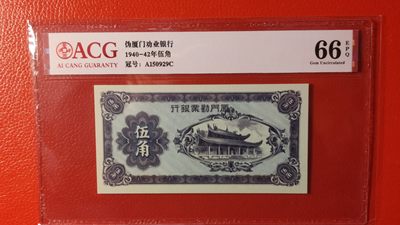 ACG
AI CANG GUARANTY
伪厦门劝业银行
1940-42年伍角
冠号: A150929C
66 EPQ
Gem Uncirculated
行銀業勸門廈
伍角